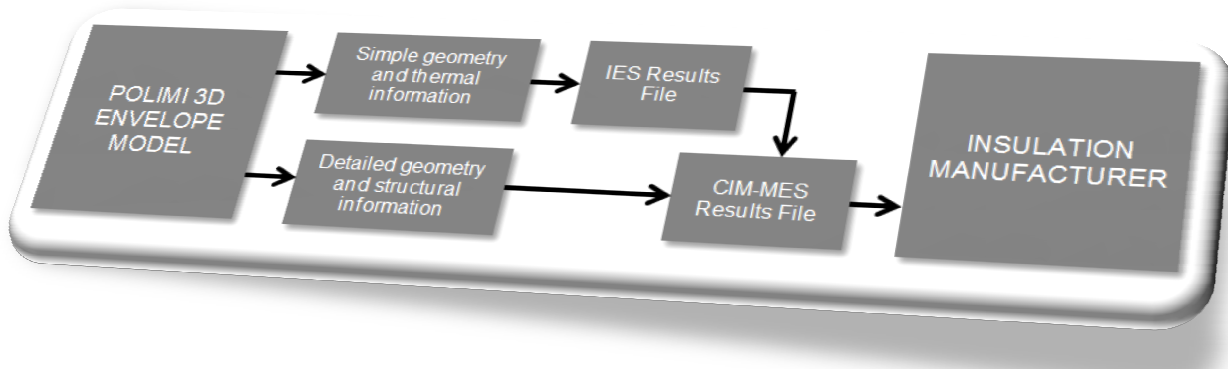 POLIMI 3D
ENVELOPE
MODEL
Simple geometry
and thermal
information
IES Results
File
Detailed geometry
and structural
information
CIM-MES
Results File
INSULATION
MANUFACTURER